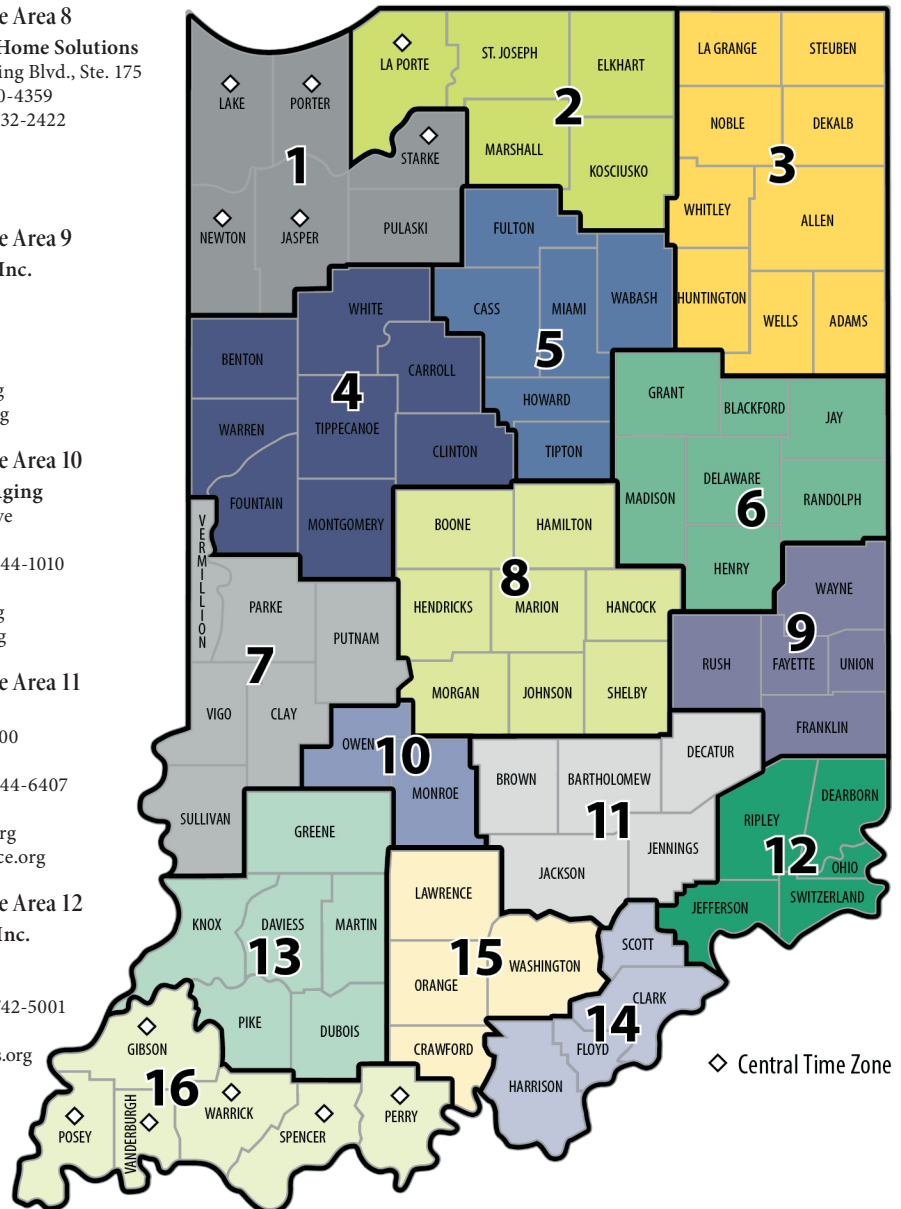 e Area 8
Home Solutions
ing Blvd., Ste. 175
0-4359
32-2422
e Area 9
Inc.
g
g
e Area 10
ging
ve
44-1010
g
g
e Area 11
00
44-6407
rg
ce.org
e Area 12
Inc.
742-5001
s.org
LA PORTE
ST. JOSEPH
ELKHART
LA GRANGE
STEUBEN
LAKE
PORTER
STARKE
2
MARSHALL
KOSCIUSKO
NOBLE
DEKALB
1
3
NEWTON
JASPER
PULASKI
FULTON
WHITLEY
ALLEN
WHITE
CASS
MIAMI
WABASH
HUNTINGTON
WELLS
ADAMS
BENTON
CARROLL
5
4
HOWARD
GRANT
BLACKFORD
JAY
WARREN
TIPPECANOE
CLINTON
TIPTON
DELAWARE
MADISON
6
RANDOLPH
FOUNTAIN
MONTGOMERY
BOONE
HAMILTON
VERMILLION
HENRY
8
WAYNE
PARKE
PUTNAM
HENDRICKS
MARION
HANCOCK
9
7
RUSH
FAYETTE
UNION
MORGAN
JOHNSON
SHELBY
VIGO
CLAY
FRANKLIN
OWEN
10
MONROE
BROWN
BARTHOLOMEW
DECATUR
DEARBORN
SULLIVAN
GREENE
11
RIPLEY
JENNINGS
12
OHIO
JACKSON
LAWRENCE
JEFFERSON
SWITZERLAND
KNOX
DAVIESS
MARTIN
SCOTT
13
15
WASHINGTON
ORANGE
CLARK
PIKE
DUBOIS
14
GIBSON
CRAWFORD
FLOYD
16
HARRISON
Central Time Zone
POSEY
VANDERBURGH
WARRICK
SPENCER
PERRY